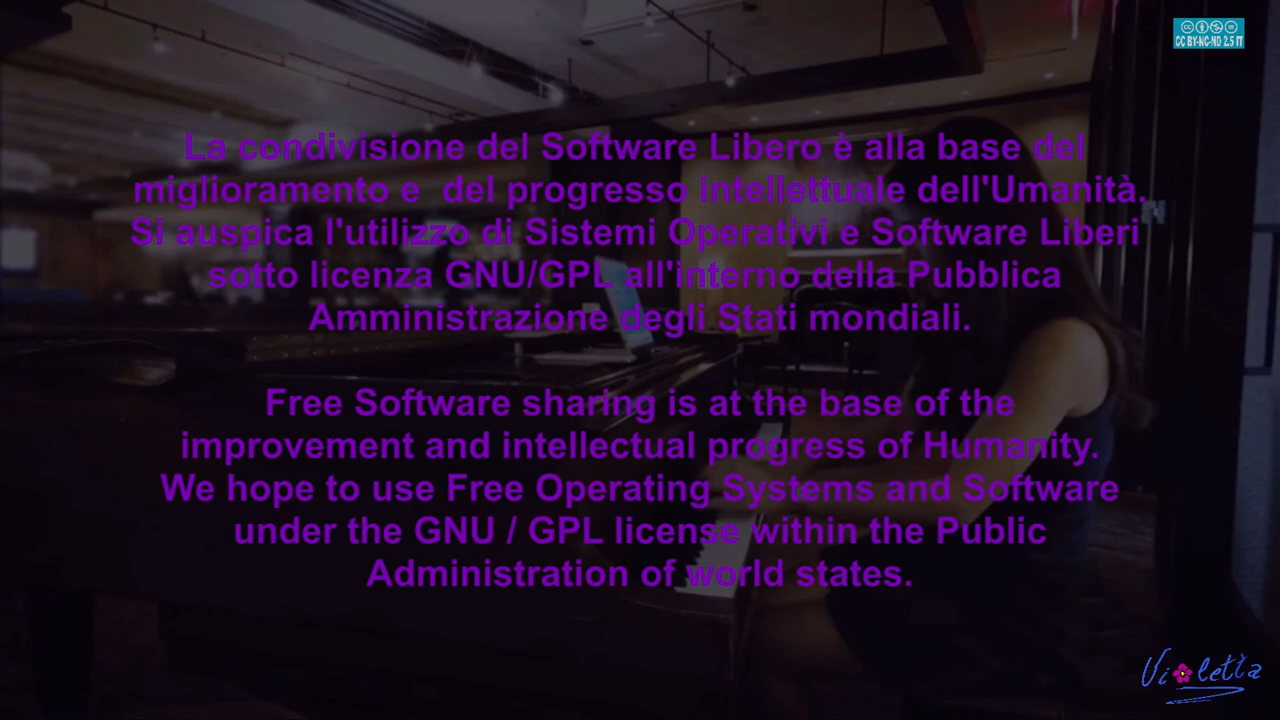 CC BY-NC-ND 2.5 IT
La condivisione del Software Libero è alla base del
miglioramento e  del progresso intellettuale dell'Umanità.
Si auspica l'utilizzo di Sistemi Operativi e Software Liberi
sotto licenza GNU/GPL all'interno della Pubblica
Amministrazione degli Stati mondiali.
Free Software sharing is at the base of the
improvement and intellectual progress of Humanity.
We hope to use Free Operating Systems and Software
under the GNU / GPL license within the Public
Administration of world states.
Violetta